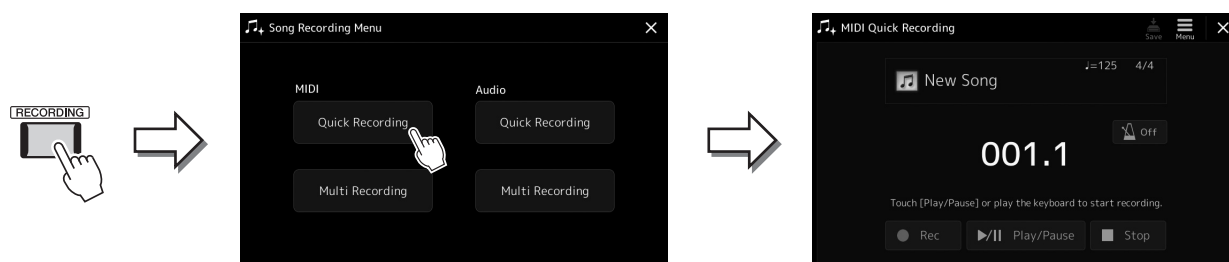 RECORDING
Song Recording Menu
MIDI
Audio
Quick Recording
Quick Recording
Multi Recording
Multi Recording
MIDI Quick Recording
Save
Menu
♩=125 4/4
New Song
Off
001.1
Touch [Play/Pause] or play the keyboard to start recording.
Rec
Play/Pause
Stop